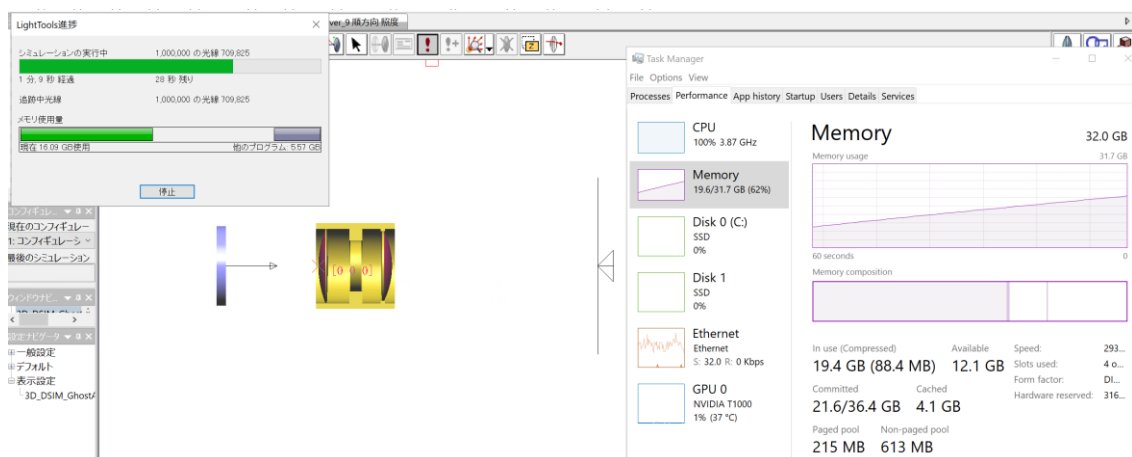 LightTools進捗
シミュレーションの実行中 1,000,000 の光線 709,825
1 分, 9 秒 経過 28 秒 残り
追跡中光線 1,000,000 の光線 709,825
メモリ使用量
現在 16.09 GB使用 他のプログラム: 5.57 GB
停止
ver_9 順方向 照度
[0 0 0]
コンフィギュレ...
現在のコンフィギュレー
1: コンフィギュレーシ
最後のシミュレーション
ウィンドウナビ...
設定ナビゲータ
一般設定
デフォルト
表示設定
3D_DSIM_Ghost
Task Manager
File Options View
Processes Performance App history Startup Users Details Services
CPU
100% 3.87 GHz
Memory
19.6/31.7 GB (62%)
Disk 0 (C:)
SSD
0%
Disk 1
SSD
0%
Ethernet
Ethernet
S: 32.0 R: 0 Kbps
GPU 0
NVIDIA T1000
1% (37 °C)
Memory 32.0 GB
Memory usage 31.7 GB
60 seconds 0
Memory composition
In use (Compressed) Available
19.4 GB (88.4 MB) 12.1 GB
Committed Cached
21.6/36.4 GB 4.1 GB
Paged pool Non-paged pool
215 MB 613 MB
Speed: 293...
Slots used: 4 o...
Form factor: DI...
Hardware reserved: 316...